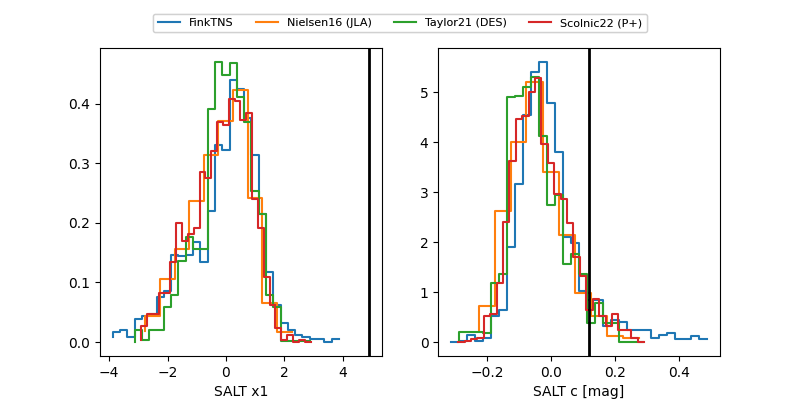 FinkTNS Nielsen16 (JLA) Taylor21 (DES) Scolnic22 (P+)
0.4
0.3
0.2
0.1
0.0
−4 −2 0 2 4
SALT x1
5
4
3
2
1
0
−0.2 0.0 0.2 0.4
SALT c [mag]